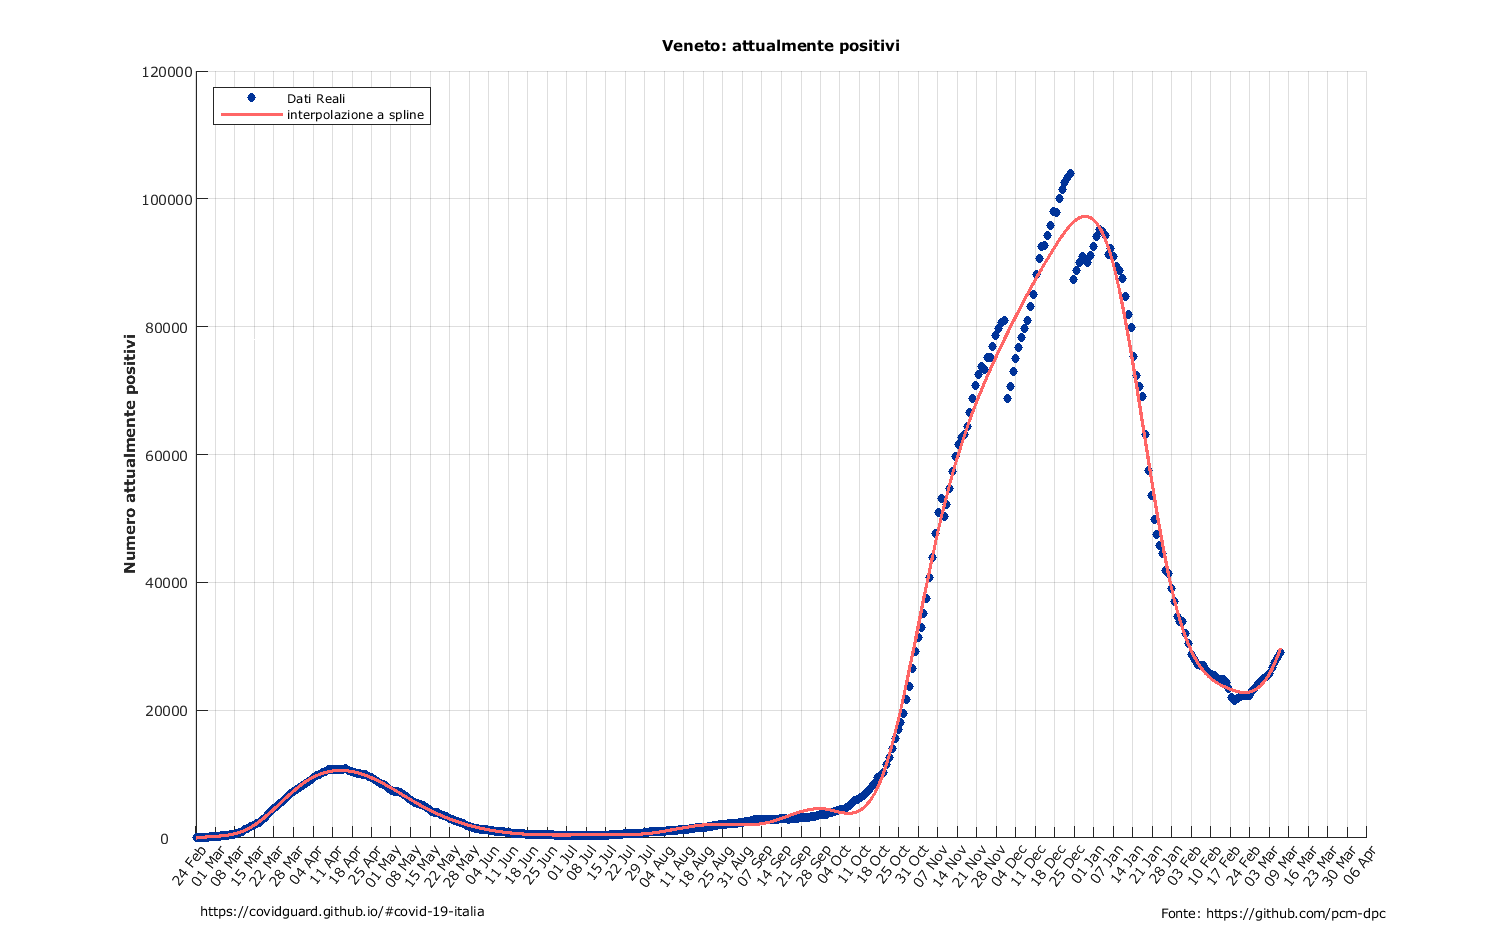 Veneto: attualmente positivi
Dati Reali
interpolazione a spline
Numero attualmente positivi
120000
100000
80000
60000
40000
20000
0
24 Feb
01 Mar
08 Mar
15 Mar
22 Mar
28 Mar
04 Apr
11 Apr
18 Apr
25 Apr
01 May
08 May
15 May
22 May
28 May
04 Jun
11 Jun
18 Jun
25 Jun
01 Jul
08 Jul
15 Jul
22 Jul
29 Jul
04 Aug
11 Aug
18 Aug
25 Aug
31 Aug
07 Sep
14 Sep
21 Sep
28 Sep
04 Oct
11 Oct
18 Oct
25 Oct
31 Oct
07 Nov
14 Nov
21 Nov
28 Nov
04 Dec
11 Dec
18 Dec
25 Dec
01 Jan
07 Jan
14 Jan
21 Jan
28 Jan
03 Feb
10 Feb
17 Feb
24 Feb
03 Mar
09 Mar
16 Mar
23 Mar
30 Mar
06 Apr
https://covidguard.github.io/#covid-19-italia
Fonte: https://github.com/pcm-dpc